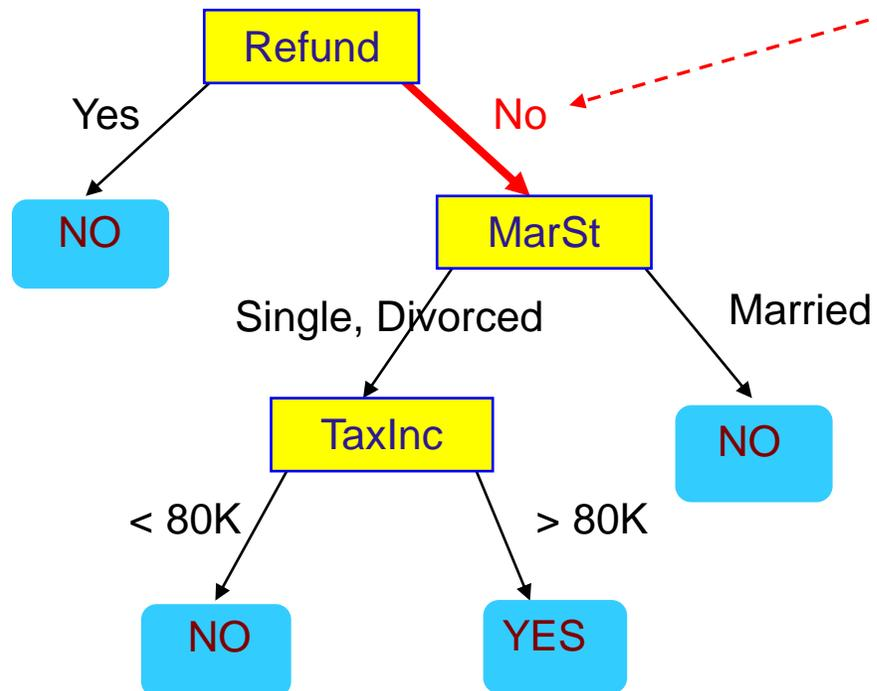 Refund
Yes
No
NO
MarSt
Single, Divorced
Married
TaxInc
NO
< 80K
> 80K
NO
YES